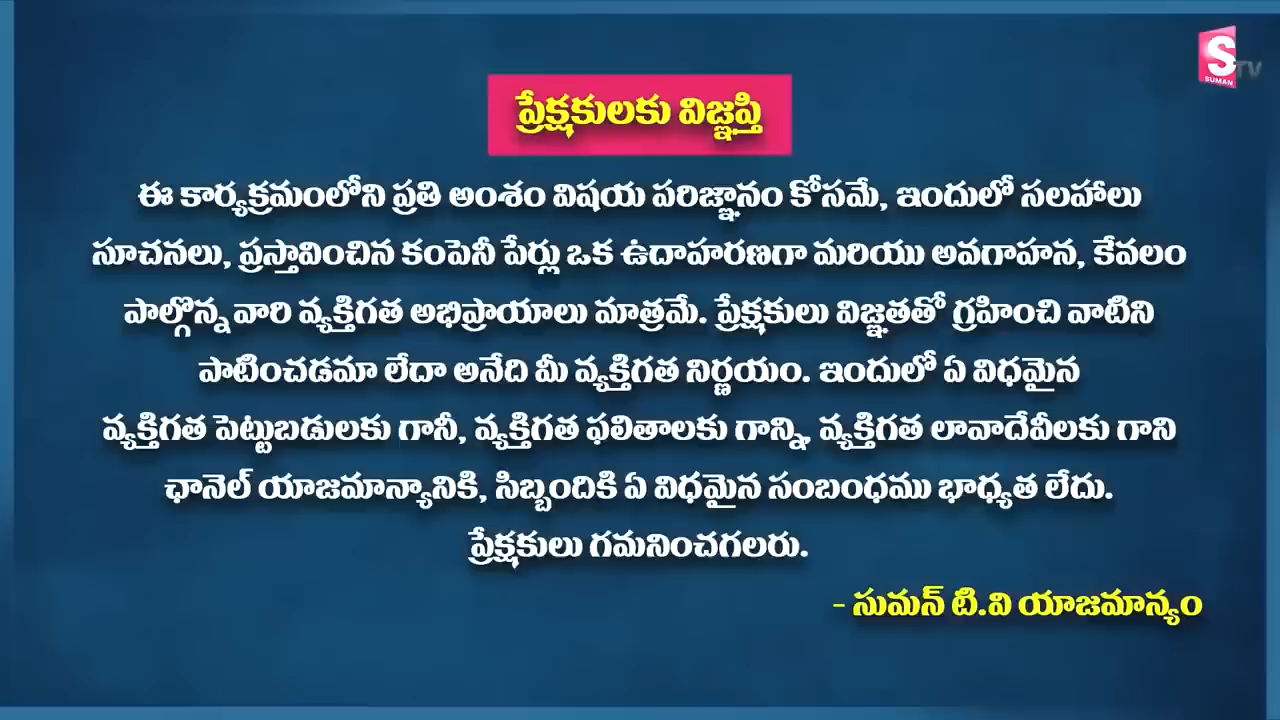 S TV
SUMAN
ప్రేక్షకులకు విజ్ఞప్తి
ఈ కార్యక్రమంలోని ప్రతి అంశం విషయ పరిజ్ఞానం కోసమే, ఇందులో సలహాలు
సూచనలు, ప్రస్తావించిన కంపెనీ పేర్లు ఒక ఉదాహరణగా మరియు అవగాహన, కేవలం
పాల్గొన్న వారి వ్యక్తిగత అభిప్రాయాలు మాత్రమే. ప్రేక్షకులు విజ్ఞతతో గ్రహించి వాటిని
పాటించడమా లేదా అనేది మీ వ్యక్తిగత నిర్ణయం. ఇందులో ఏ విధమైన
వ్యక్తిగత పెట్టుబడులకు గానీ, వ్యక్తిగత ఫలితాలకు గాన్ని, వ్యక్తిగత లావాదేవీలకు గాని
ఛానెల్ యాజమాన్యానికి, సిబ్బందికి ఏ విధమైన సంబంధము భాధ్యత లేదు.
ప్రేక్షకులు గమనించగలరు.
- సుమన్ టి.వి యాజమాన్యం